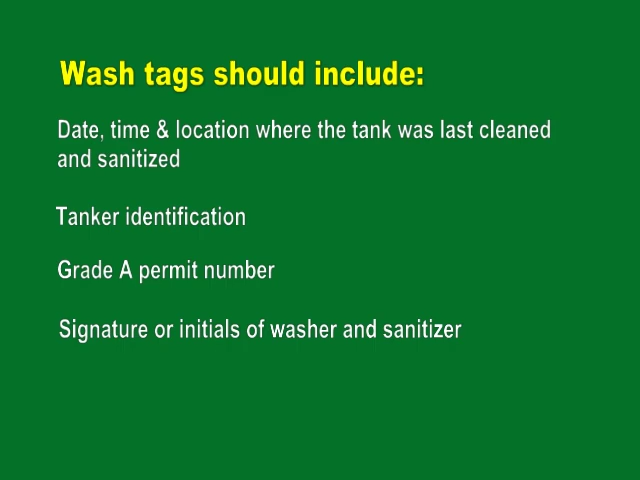 Wash tags should include:
Date, time & location where the tank was last cleaned
and sanitized
Tanker identification
Grade A permit number
Signature or initials of washer and sanitizer